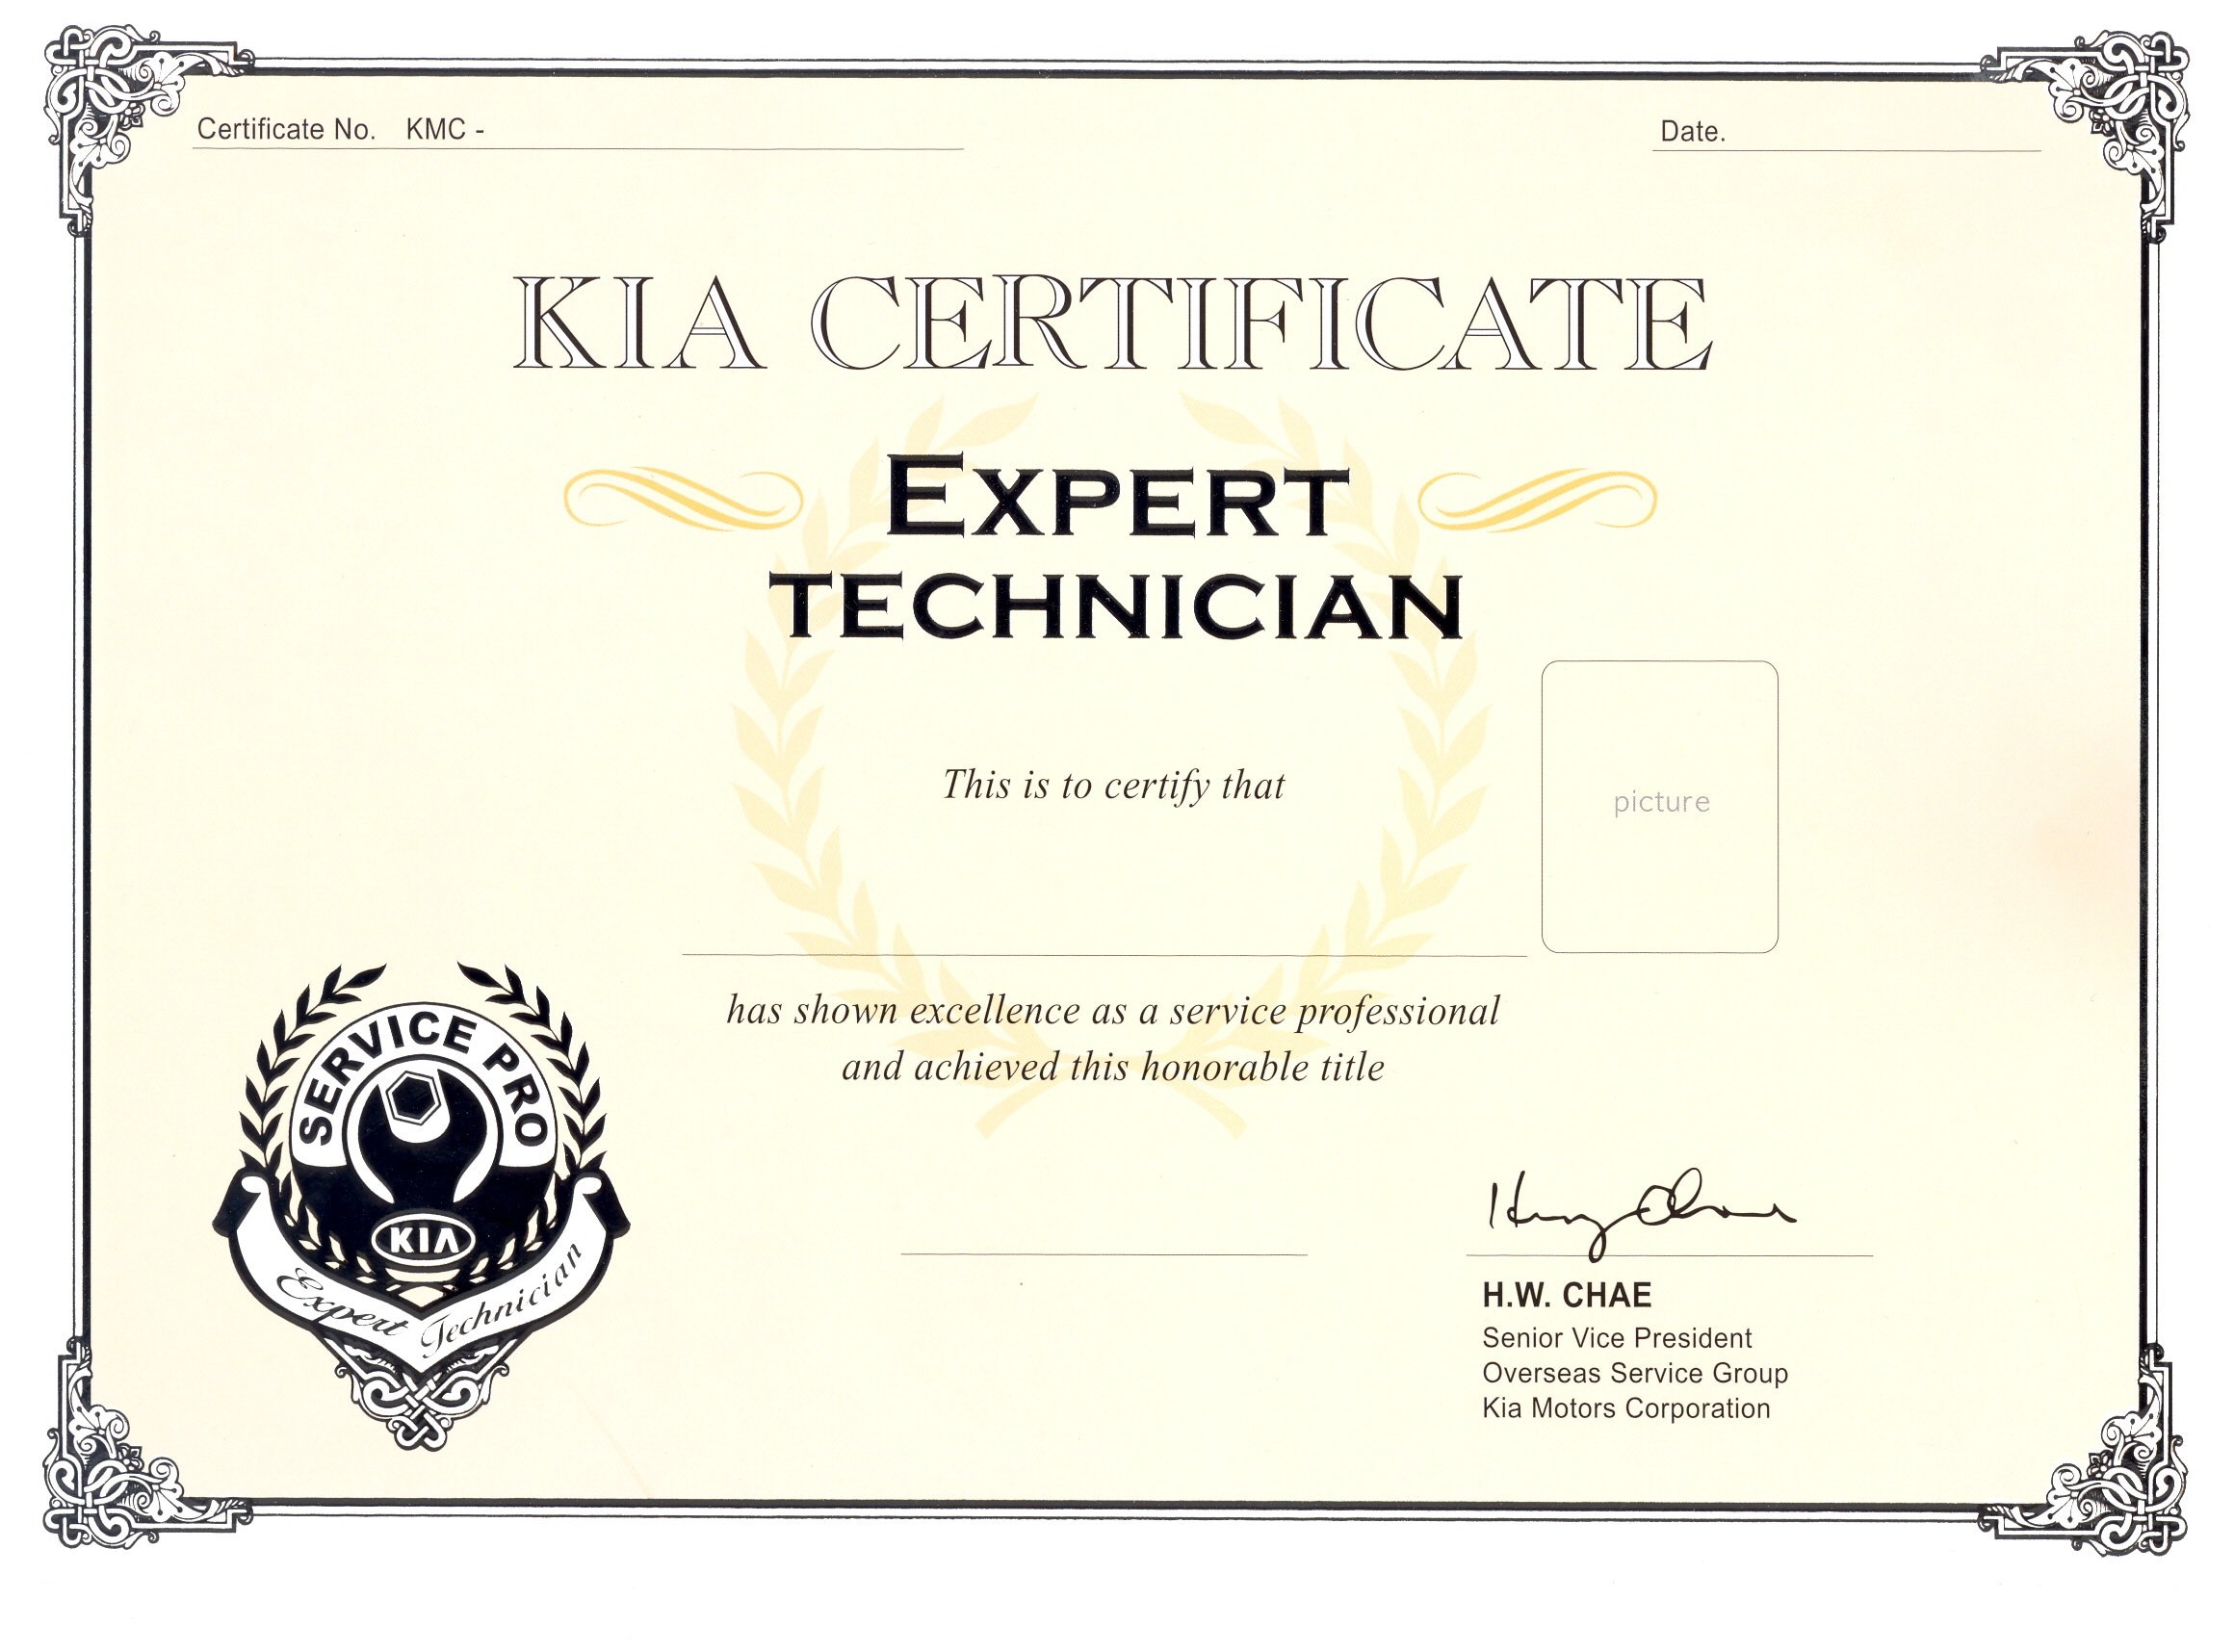 Certificate No. KMC -
Date.
KIA CERTIFICATE
EXPERT
TECHNICIAN
This is to certify that
picture
has shown excellence as a service professional
and achieved this honorable title
SERVICE PRO
KIA
Expert Technician
H.W. CHAE
Senior Vice President
Overseas Service Group
Kia Motors Corporation